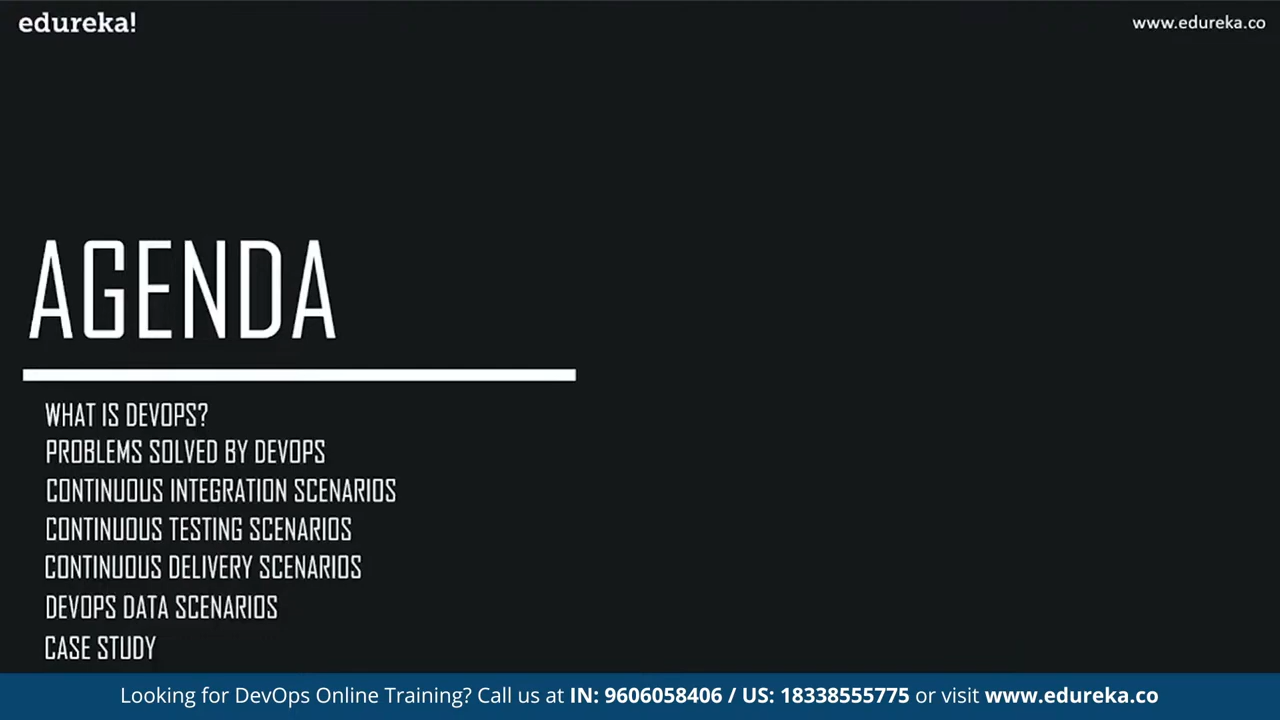 edureka!
www.edureka.co
AGENDA
WHAT IS DEVOPS?
PROBLEMS SOLVED BY DEVOPS
CONTINUOUS INTEGRATION SCENARIOS
CONTINUOUS TESTING SCENARIOS
CONTINUOUS DELIVERY SCENARIOS
DEVOPS DATA SCENARIOS
CASE STUDY
Looking for DevOps Online Training? Call us at IN: 9606058406 / US: 18338555775 or visit www.edureka.co